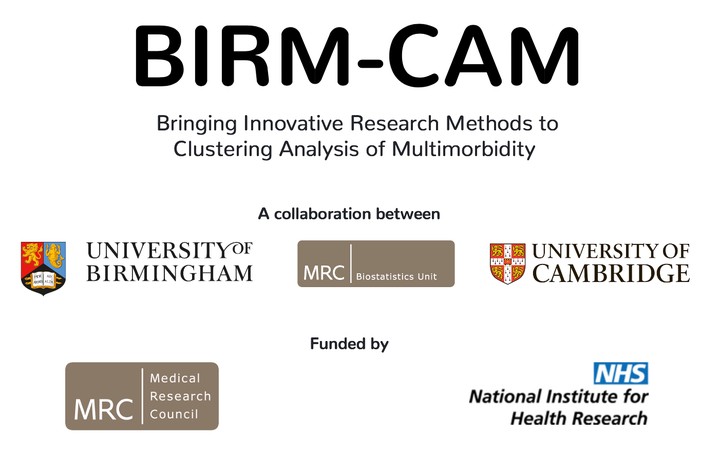 BIRM-CAM
Bringing Innovative Research Methods to
Clustering Analysis of Multimorbidity
A collaboration between
UNIVERSITY OF
BIRMINGHAM
MRC Biostatistics Unit
UNIVERSITY OF
CAMBRIDGE
Funded by
MRC
Medical
Research
Council
NHS
National Institute for
Health Research